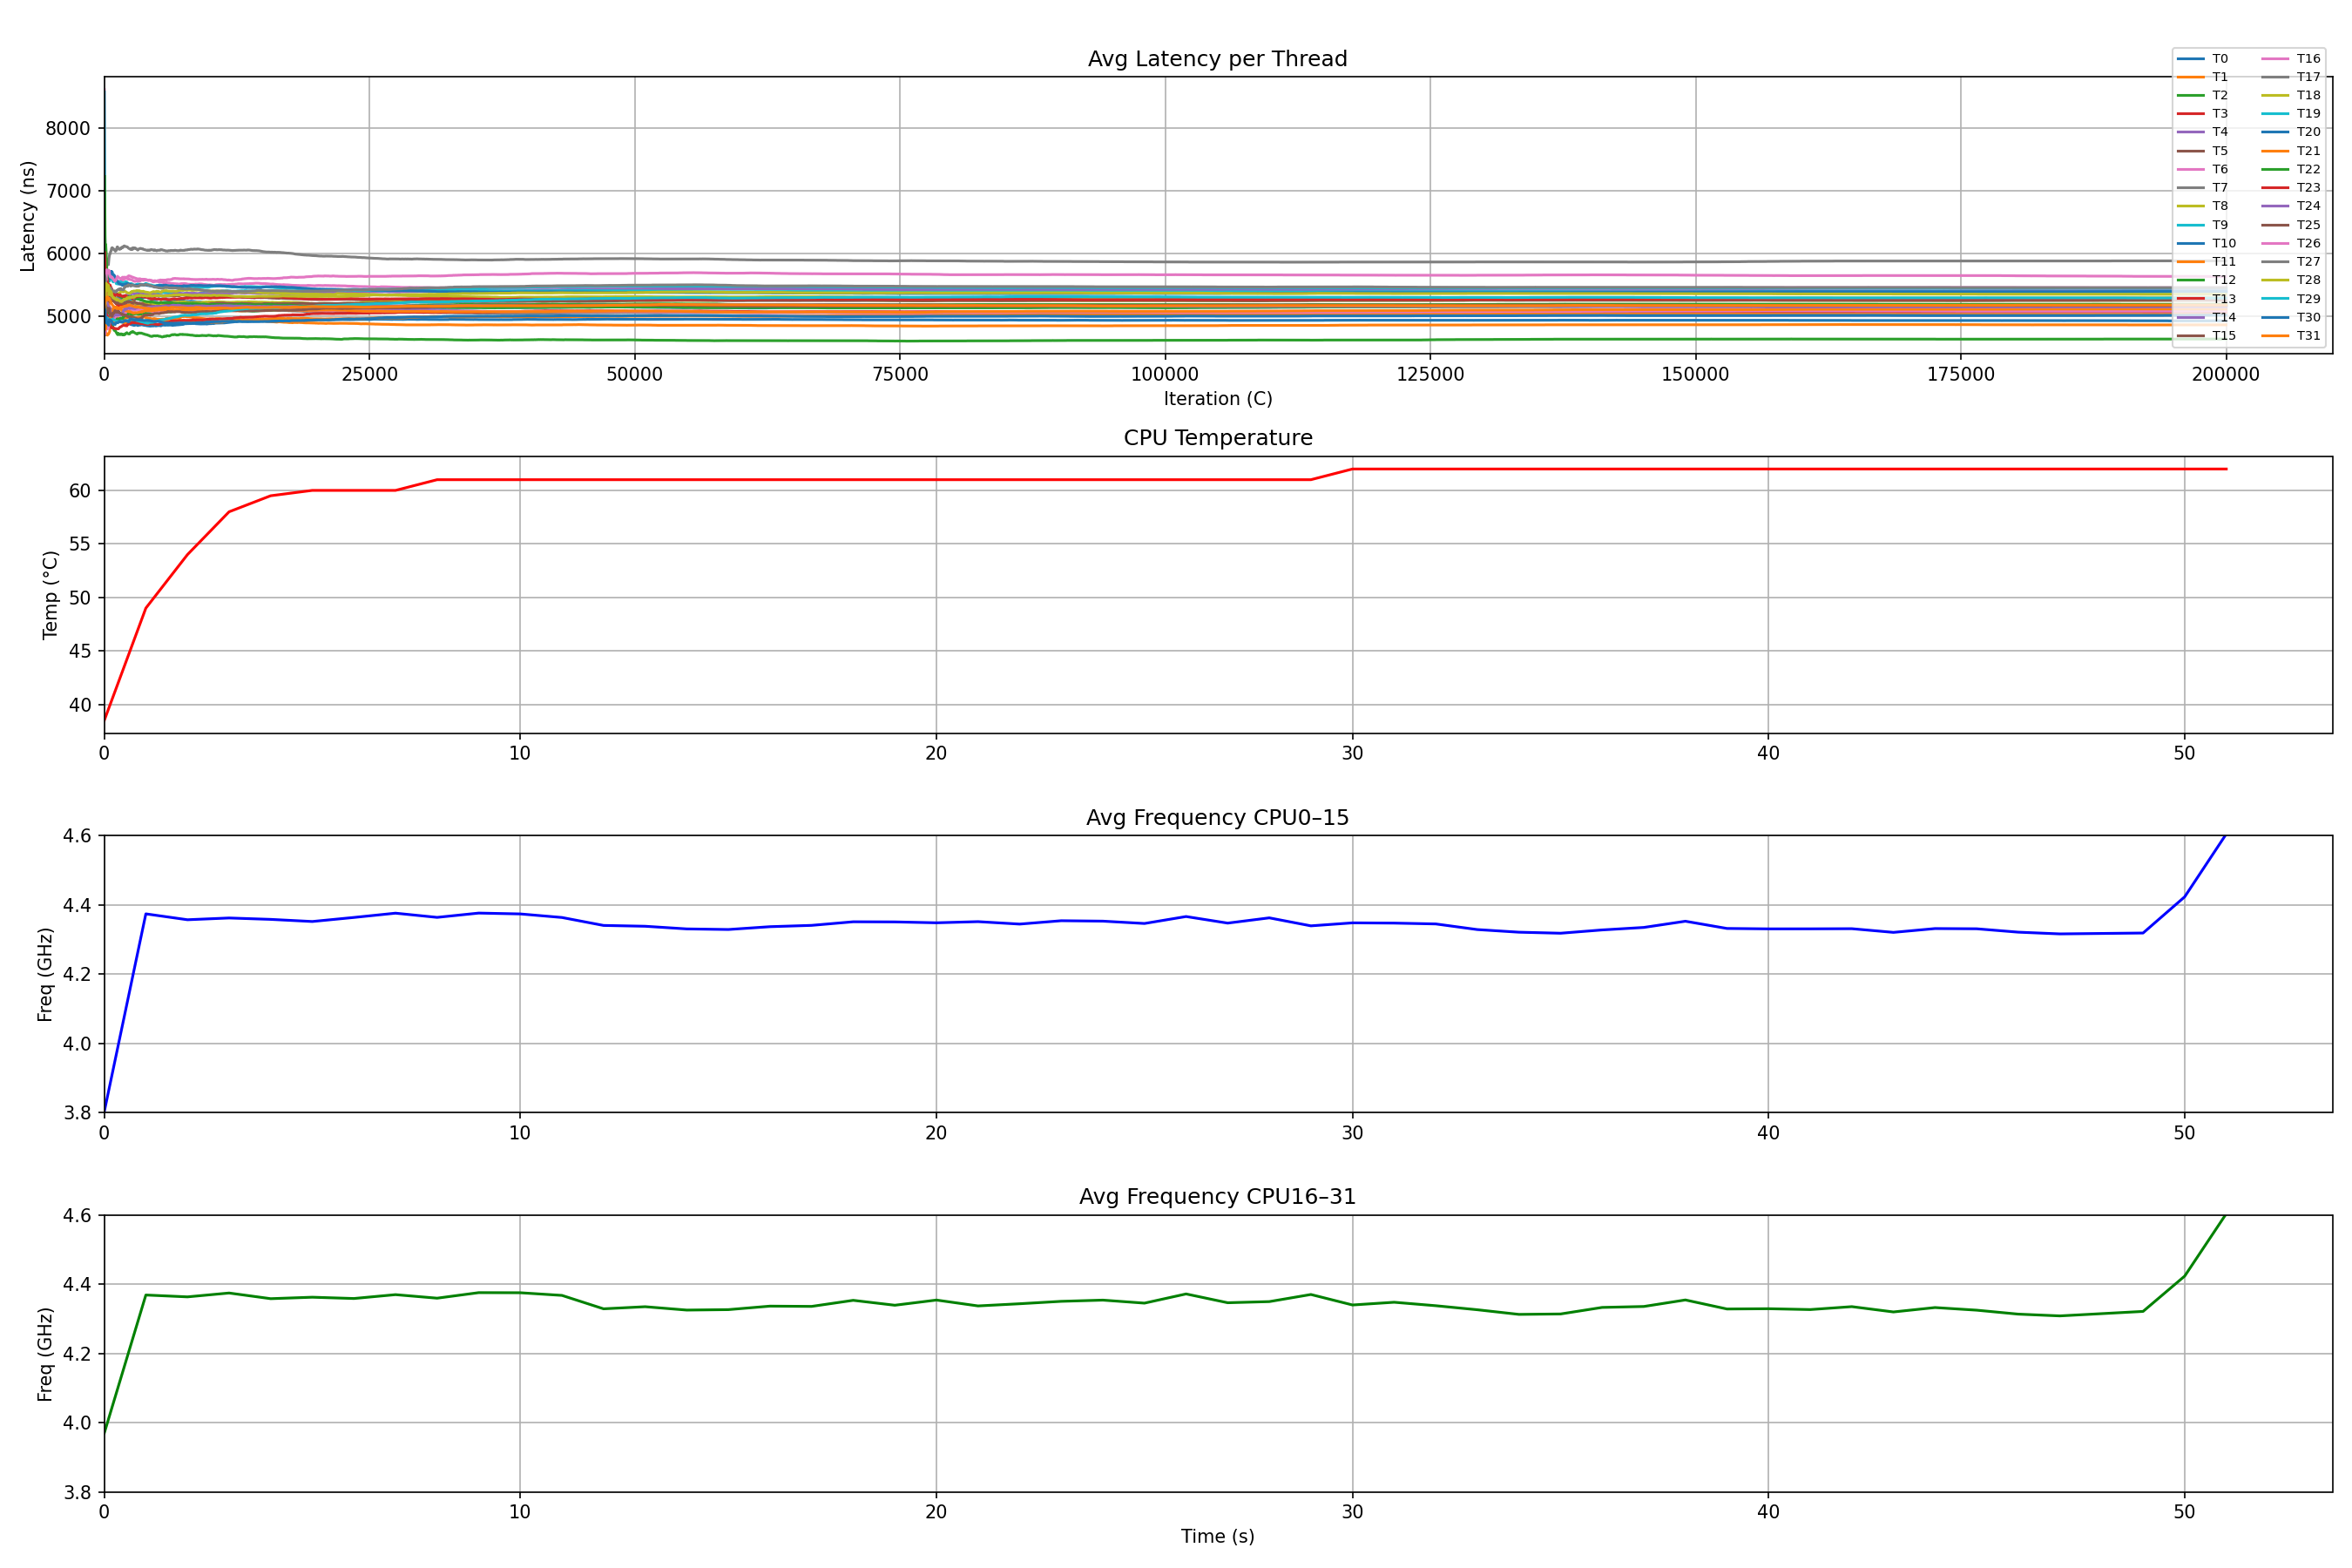 Avg Latency per Thread
Latency (ns)
8000
7000
6000
5000
T0 T16
T1 T17
T2 T18
T3 T19
T4 T20
T5 T21
T6 T22
T7 T23
T8 T24
T9 T25
T10 T26
T11 T27
T12 T28
T13 T29
T14 T30
T15 T31
0 25000 50000 75000 100000 125000 150000 175000 200000
Iteration (C)
CPU Temperature
Temp (°C)
60
55
50
45
40
0 10 20 30 40 50
Avg Frequency CPU0–15
Freq (GHz)
4.6
4.4
4.2
4.0
3.8
0 10 20 30 40 50
Avg Frequency CPU16–31
Freq (GHz)
4.6
4.4
4.2
4.0
3.8
0 10 20 30 40 50
Time (s)